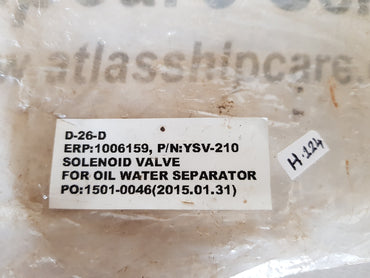 www.atlasshipcare.
D-26-D
ERP:1006159, P/N:YSV-210
SOLENOID VALVE
FOR OIL WATER SEPARATOR
PO:1501-0046(2015.01.31)
H.124